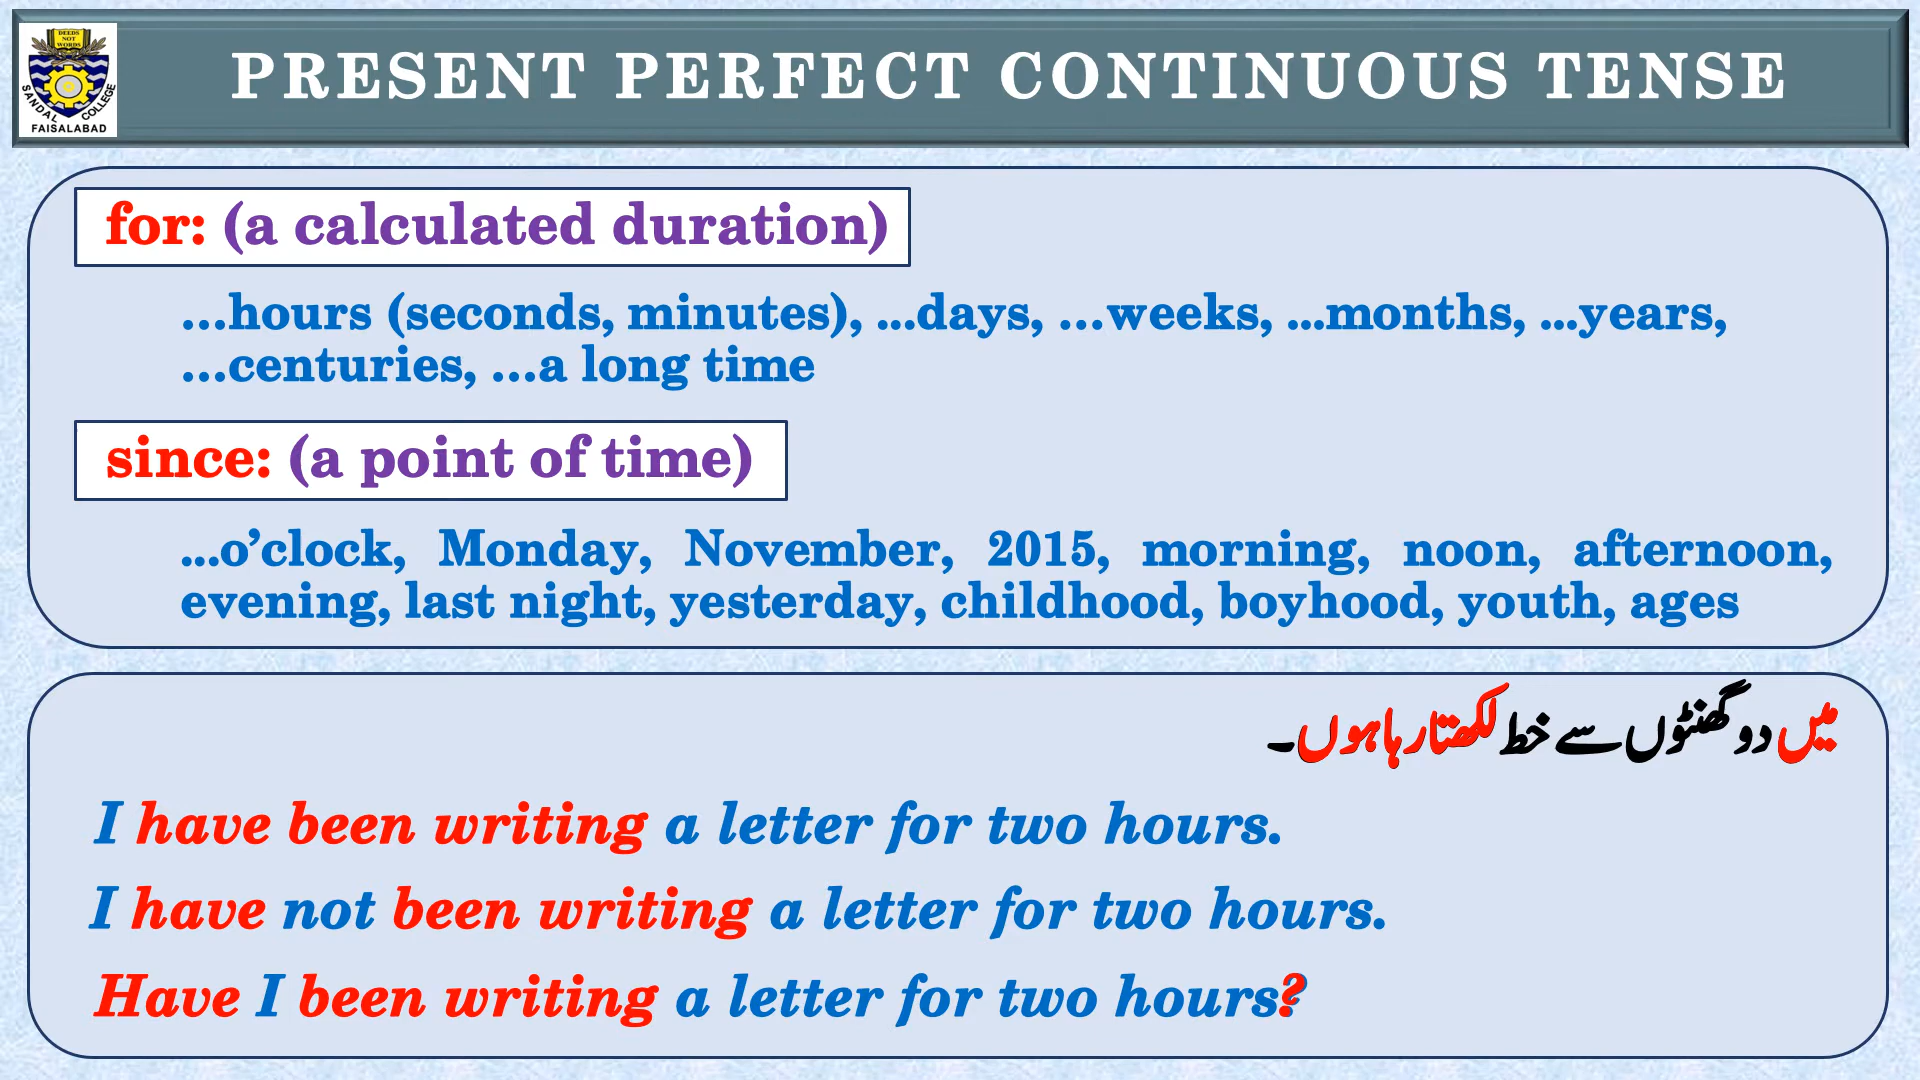 DEEDS
NOT
WORDS
SANDAL COLLEGE
FAISALABAD
PRESENT PERFECT CONTINUOUS TENSE
for: (a calculated duration)
...hours (seconds, minutes), ...days, ...weeks, ...months, ...years,
...centuries, ...a long time
since: (a point of time)
...o’clock, Monday, November, 2015, morning, noon, afternoon,
evening, last night, yesterday, childhood, boyhood, youth, ages
میں دو گھنٹوں سے خط لکھتا رہا ہوں۔
I have been writing a letter for two hours.
I have not been writing a letter for two hours.
Have I been writing a letter for two hours?